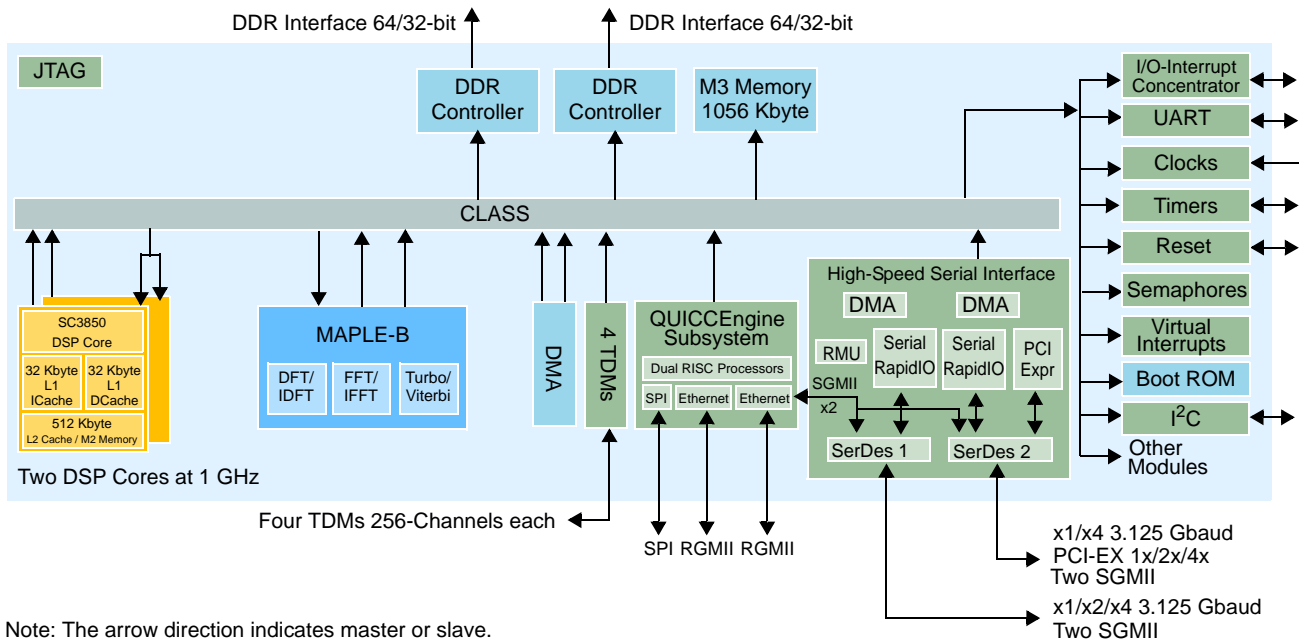 DDR Interface 64/32-bit
DDR Interface 64/32-bit
JTAG
DDR
Controller
DDR
Controller
M3 Memory
1056 Kbyte
I/O-Interrupt
Concentrator
UART
Clocks
Timers
Reset
Semaphores
Virtual
Interrupts
Boot ROM
I²C
Other
Modules
CLASS
SC3850
DSP Core
32 Kbyte
L1
ICache
32 Kbyte
L1
DCache
512 Kbyte
L2 Cache / M2 Memory
Two DSP Cores at 1 GHz
MAPLE-B
DFT/
IDFT
FFT/
IFFT
Turbo/
Viterbi
DMA
4 TDMs
QUICCEngine
Subsystem
Dual RISC Processors
SPI
Ethernet
Ethernet
SGMII
x2
High-Speed Serial Interface
DMA
DMA
RMU
Serial
RapidIO
Serial
RapidIO
PCI
Expr
SerDes 1
SerDes 2
Four TDMs 256-Channels each
SPI
RGMII
RGMII
x1/x4 3.125 Gbaud
PCI-EX 1x/2x/4x
Two SGMII
x1/x2/x4 3.125 Gbaud
Two SGMII
Note: The arrow direction indicates master or slave.